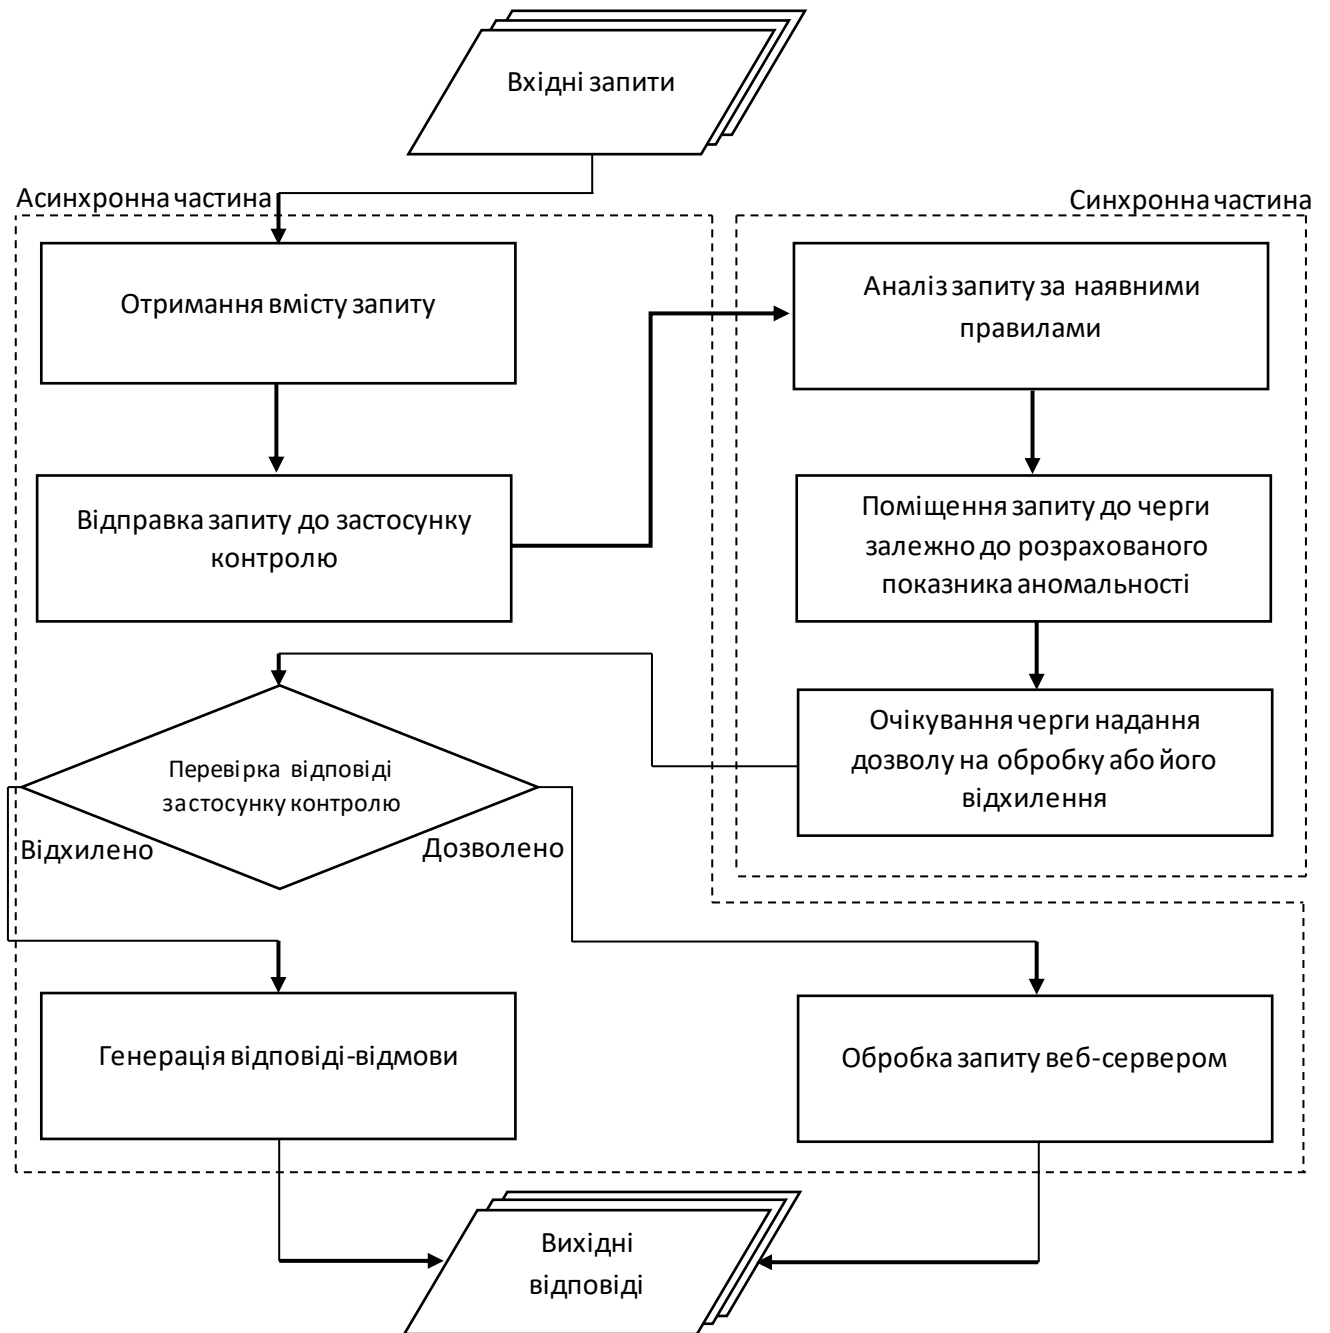 Вхідні запити
Асинхронна частина
Синхронна частина
Отримання вмісту запиту
Аналіз запиту за наявними
правилами
Відправка запиту до застосунку
контролю
Поміщення запиту до черги
залежно до розрахованого
показника аномальності
Очікування черги надання
дозволу на обробку або його
відхилення
Перевірка відповіді
застосунку контролю
Відхилено
Дозволено
Генерація відповіді-відмови
Обробка запиту веб-сервером
Вихідні
відповіді